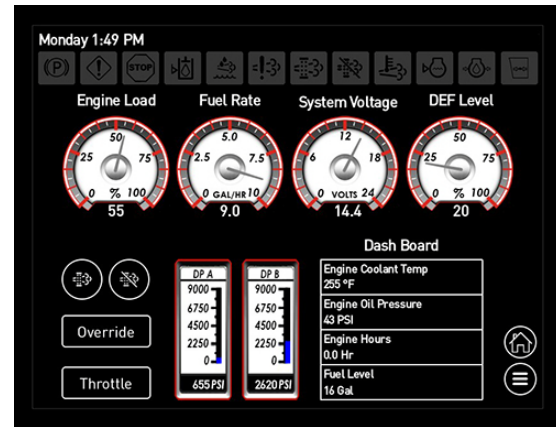 Monday 1:49 PM
(P)
STOP
Engine Load
Fuel Rate
System Voltage
DEF Level
50
25 75
0 % 100
55
5.0
2.5 7.5
0 GAL/HR 10
9.0
12
6 18
0 VOLTS 24
14.4
50
25 75
0 % 100
20
Override
Throttle
DP A
9000
6750
4500
2250
0
655 PSI
DP B
9000
6750
4500
2250
0
2620 PSI
Dash Board
Engine Coolant Temp
255 °F
Engine Oil Pressure
43 PSI
Engine Hours
0.0 Hr
Fuel Level
16 Gal